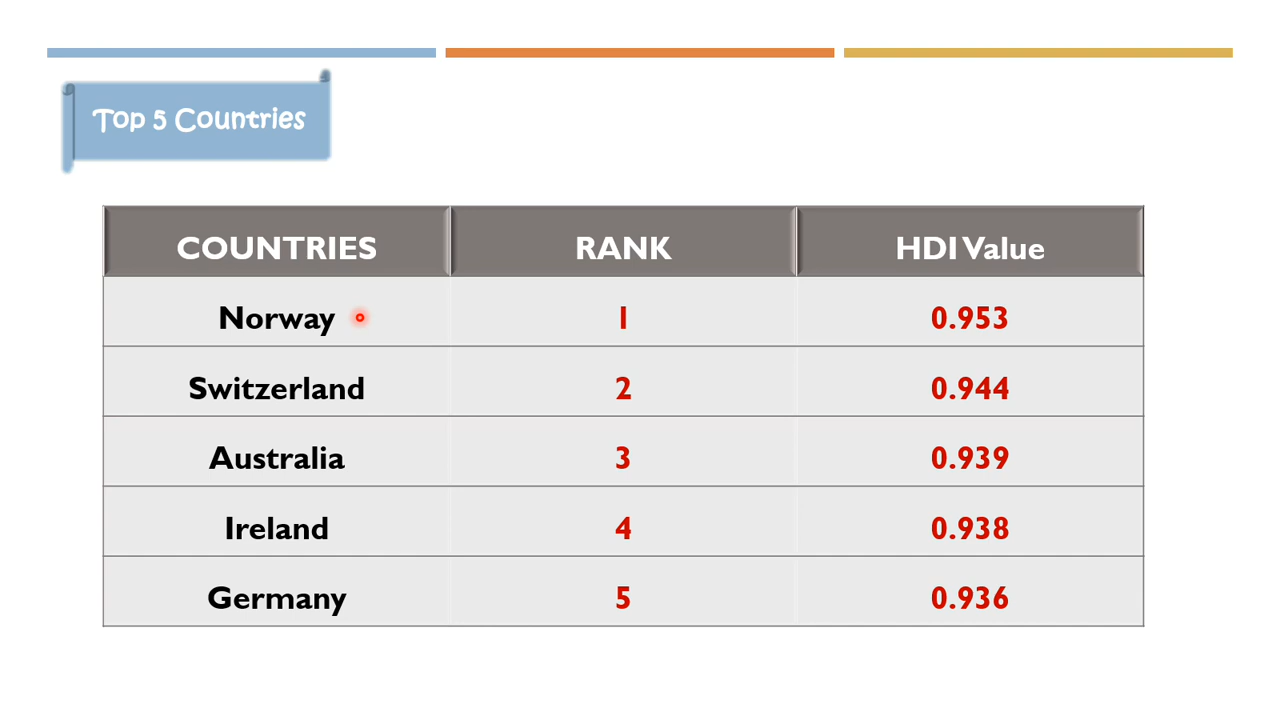 Top 5 Countries
COUNTRIES RANK HDI Value
Norway 1 0.953
Switzerland 2 0.944
Australia 3 0.939
Ireland 4 0.938
Germany 5 0.936